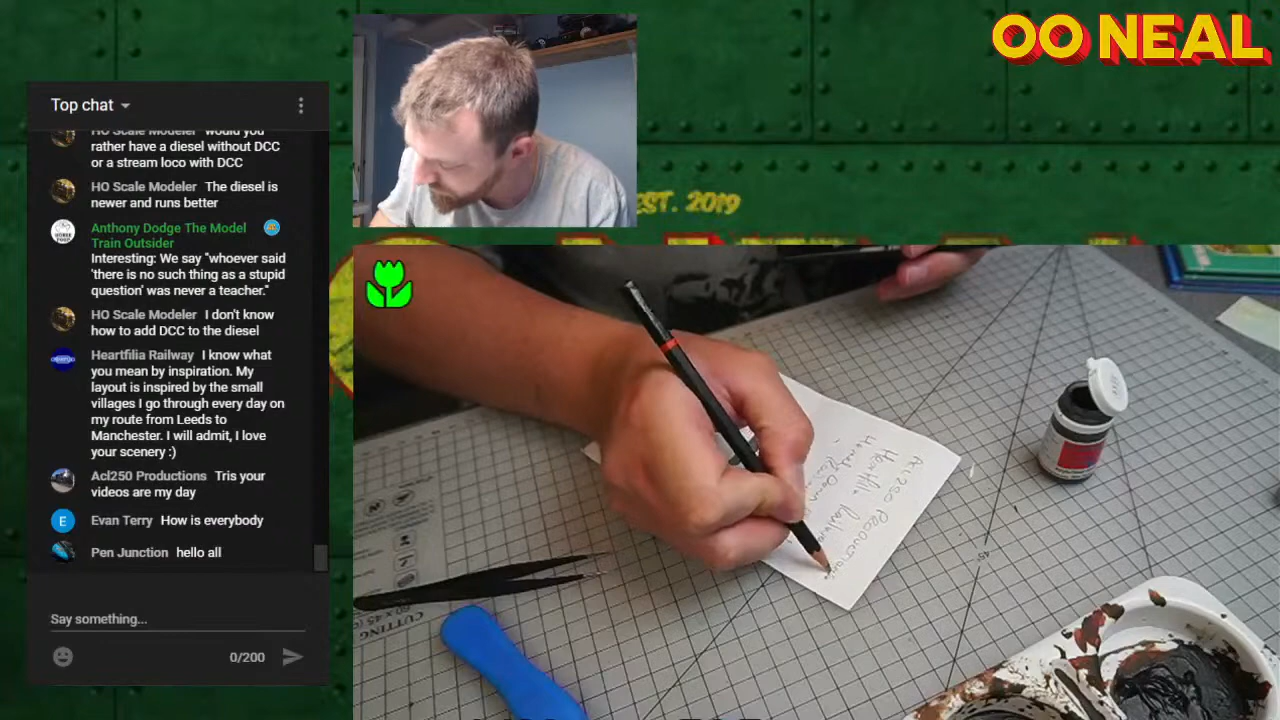 OO NEAL
Top chat
HO Scale Modeler would you
rather have a diesel without DCC
or a stream loco with DCC
HO Scale Modeler The diesel is
newer and runs better
Anthony Dodge The Model
Train Outsider
Interesting: We say "whoever said
'there is no such thing as a stupid
question' was never a teacher."
HO Scale Modeler I don't know
how to add DCC to the diesel
Heartfilia Railway I know what
you mean by inspiration. My
layout is inspired by the small
villages I go through every day on
my route from Leeds to
Manchester. I will admit, I love
your scenery :)
Acl250 Productions Tris your
videos are my day
E Evan Terry How is everybody
Pen Junction hello all
Say something...
0/200
EST. 2019
ACL250 PRODUCTIONS
CUTTING